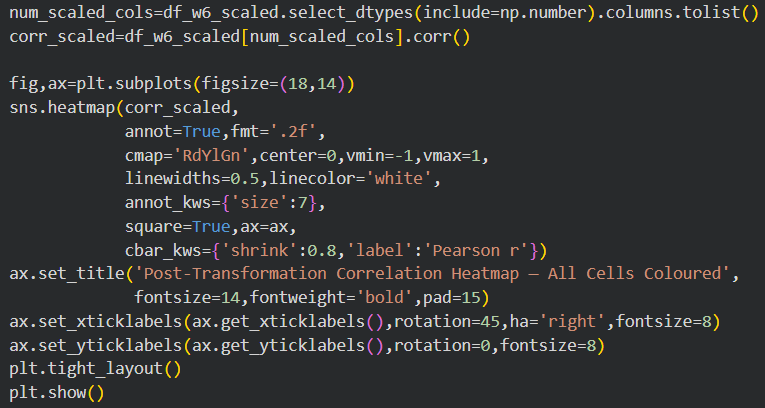 num_scaled_cols=df_w6_scaled.select_dtypes(include=np.number).columns.tolist()
corr_scaled=df_w6_scaled[num_scaled_cols].corr()

fig,ax=plt.subplots(figsize=(18,14))
sns.heatmap(corr_scaled,
            annot=True,fmt='.2f',
            cmap='RdYlGn',center=0,vmin=-1,vmax=1,
            linewidths=0.5,linecolor='white',
            annot_kws={'size':7},
            square=True,ax=ax,
            cbar_kws={'shrink':0.8,'label':'Pearson r'})
ax.set_title('Post-Transformation Correlation Heatmap — All Cells Coloured',
             fontsize=14,fontweight='bold',pad=15)
ax.set_xticklabels(ax.get_xticklabels(),rotation=45,ha='right',fontsize=8)
ax.set_yticklabels(ax.get_yticklabels(),rotation=0,fontsize=8)
plt.tight_layout()
plt.show()